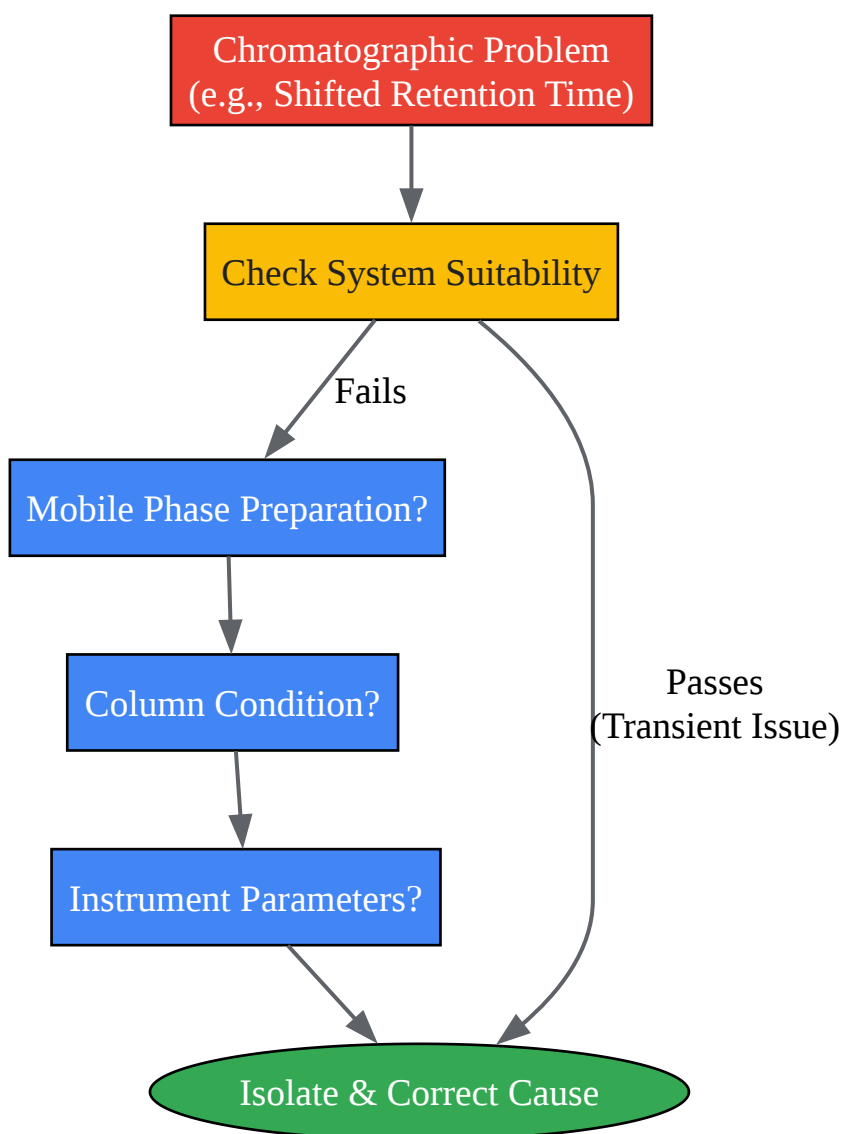 Chromatographic Problem
(e.g., Shifted Retention Time)
Check System Suitability
Fails
Mobile Phase Preparation?
Column Condition?
Passes
(Transient Issue)
Instrument Parameters?
Isolate & Correct Cause